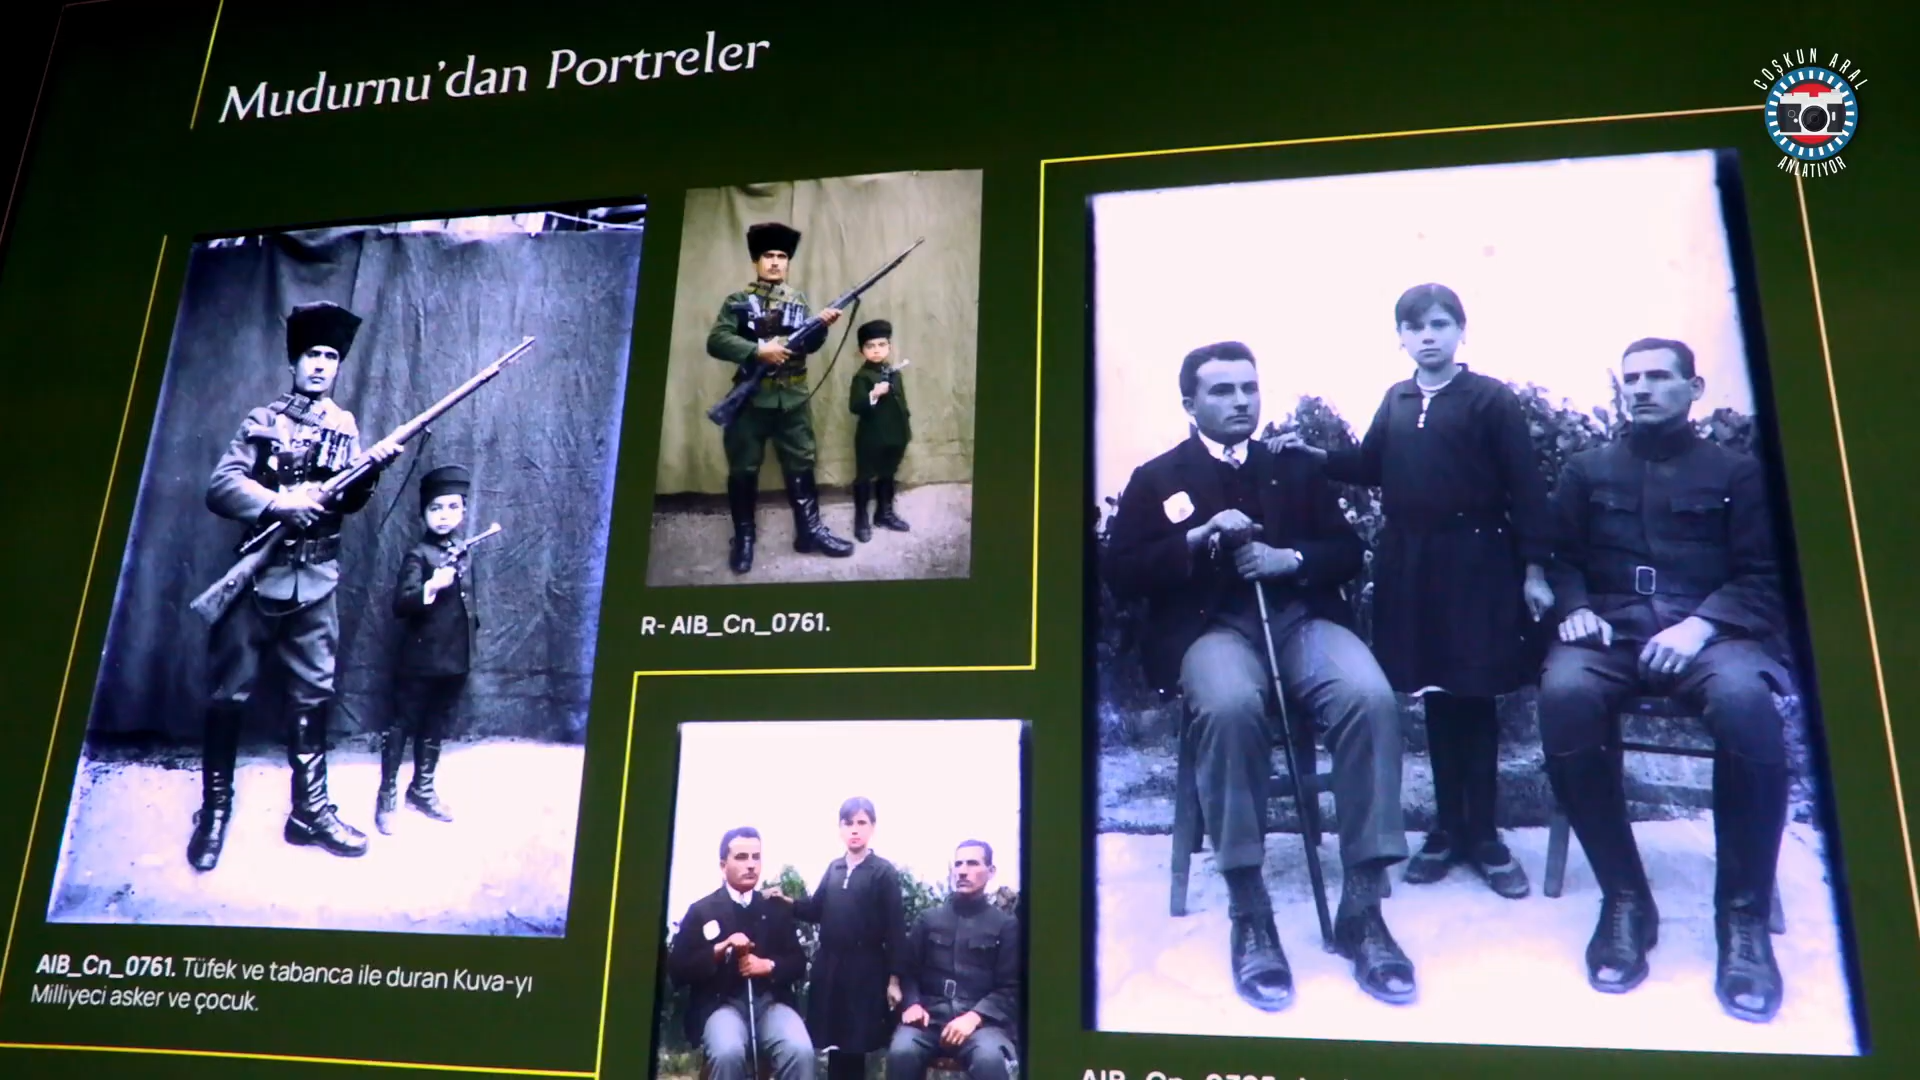 Mudurnu'dan Portreler
COŞKUN ARAL
ANLATIYOR
R- AIB_Cn_0761.
AIB_Cn_0761. Tüfek ve tabanca ile duran Kuva-yı
Milliyeci asker ve çocuk.